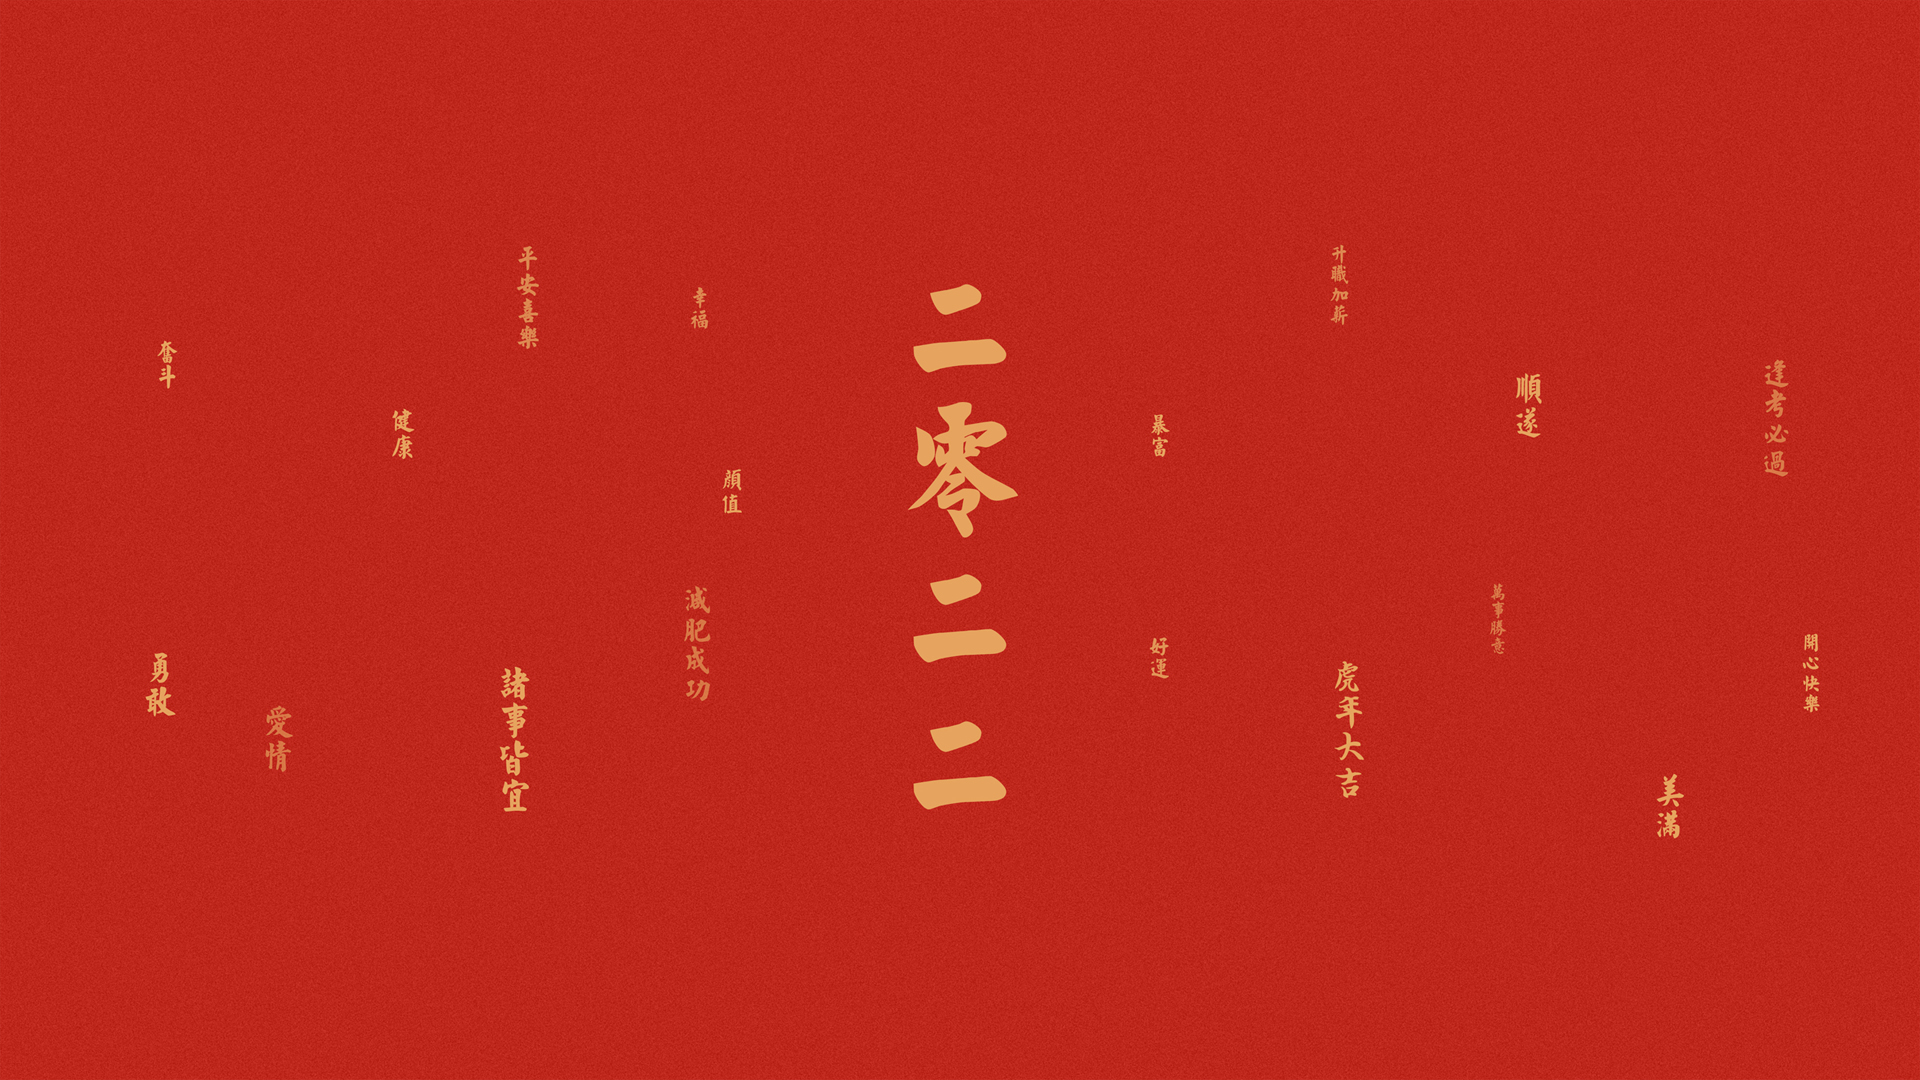 奮斗
勇敢
愛情
健康
平安喜樂
諸事皆宜
幸福
顔值
減肥成功
二零二二
暴富
好運
升職加薪
虎年大吉
順遂
萬事勝意
美滿
逢考必過
開心快樂